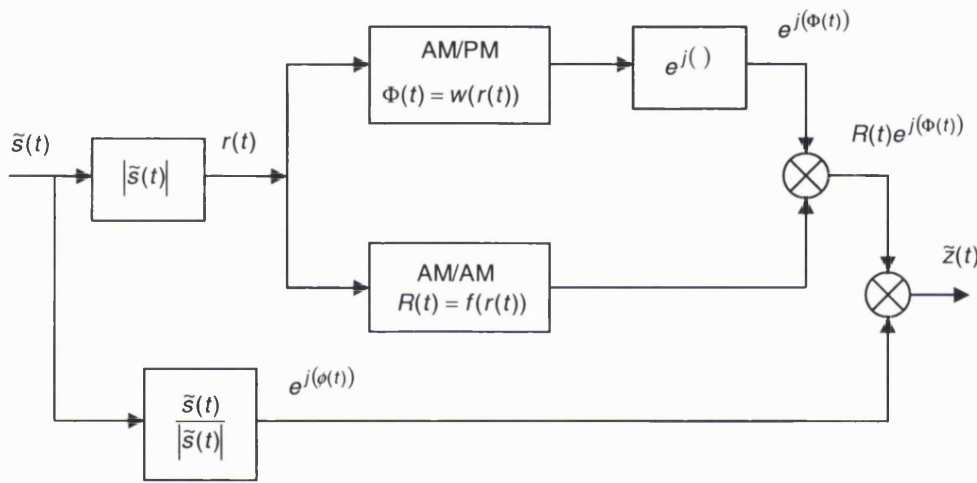 AM/PM
Φ(t) = w(r(t))
e^{j( )}
e^{j(Φ(t))}
s̃(t)
|s̃(t)|
r(t)
R(t)e^{j(Φ(t))}
AM/AM
R(t) = f(r(t))
z̃(t)
s̃(t)
|s̃(t)|
e^{j(ϕ(t))}